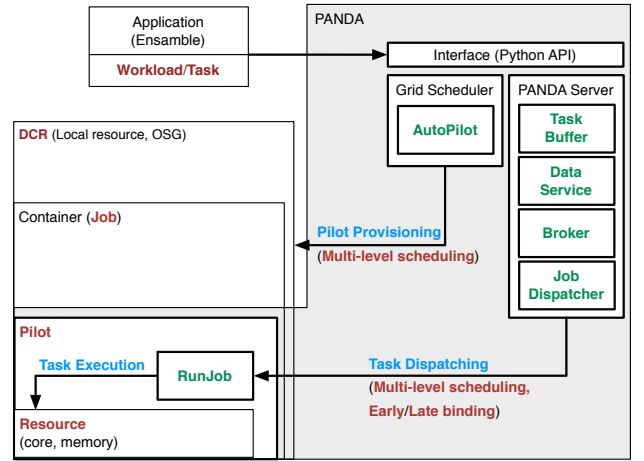 Application
(Ensamble)
Workload/Task
PANDA
Interface (Python API)
Grid Scheduler
AutoPilot
PANDA Server
Task
Buffer
Data
Service
Broker
Job
Dispatcher
DCR (Local resource, OSG)
Container (Job)
Pilot Provisioning
(Multi-level scheduling)
Pilot
Task Execution
RunJob
Task Dispatching
(Multi-level scheduling,
Early/Late binding)
Resource
(core, memory)